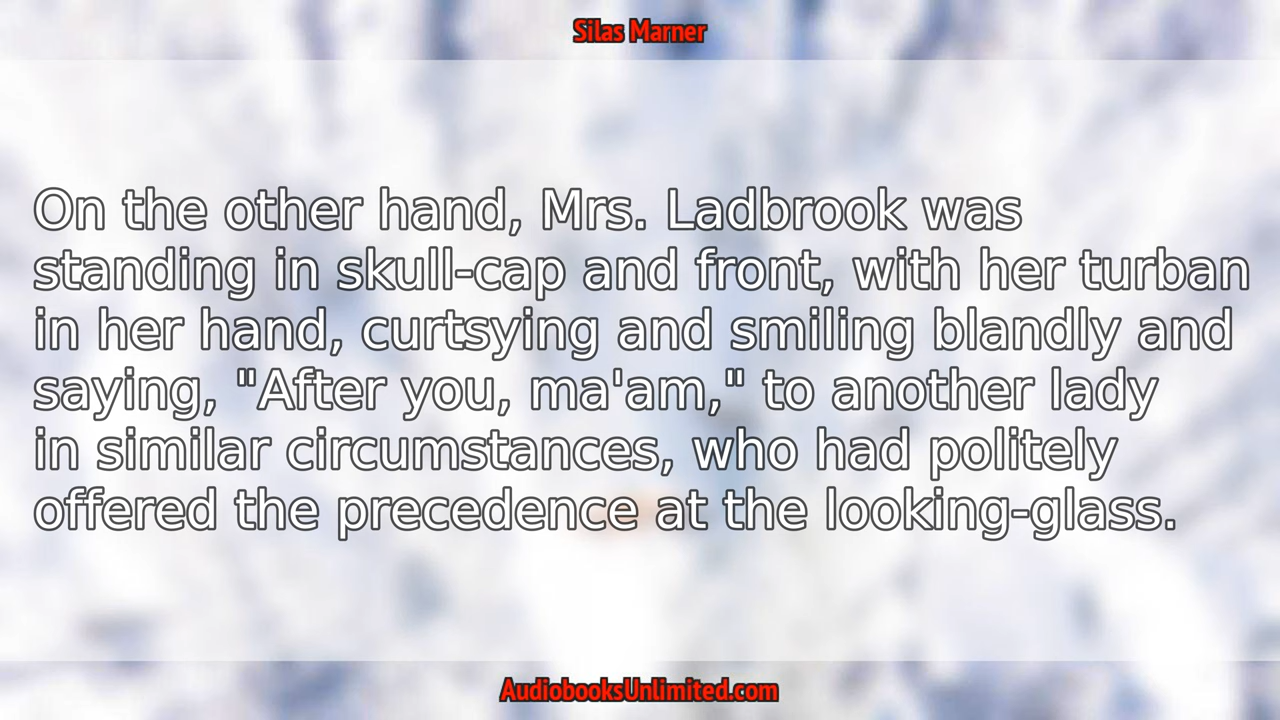 Silas Marner
On the other hand, Mrs. Ladbrook was
standing in skull-cap and front, with her turban
in her hand, curtsying and smiling blandly and
saying, "After you, ma'am," to another lady
in similar circumstances, who had politely
offered the precedence at the looking-glass.
AudiobooksUnlimited.com